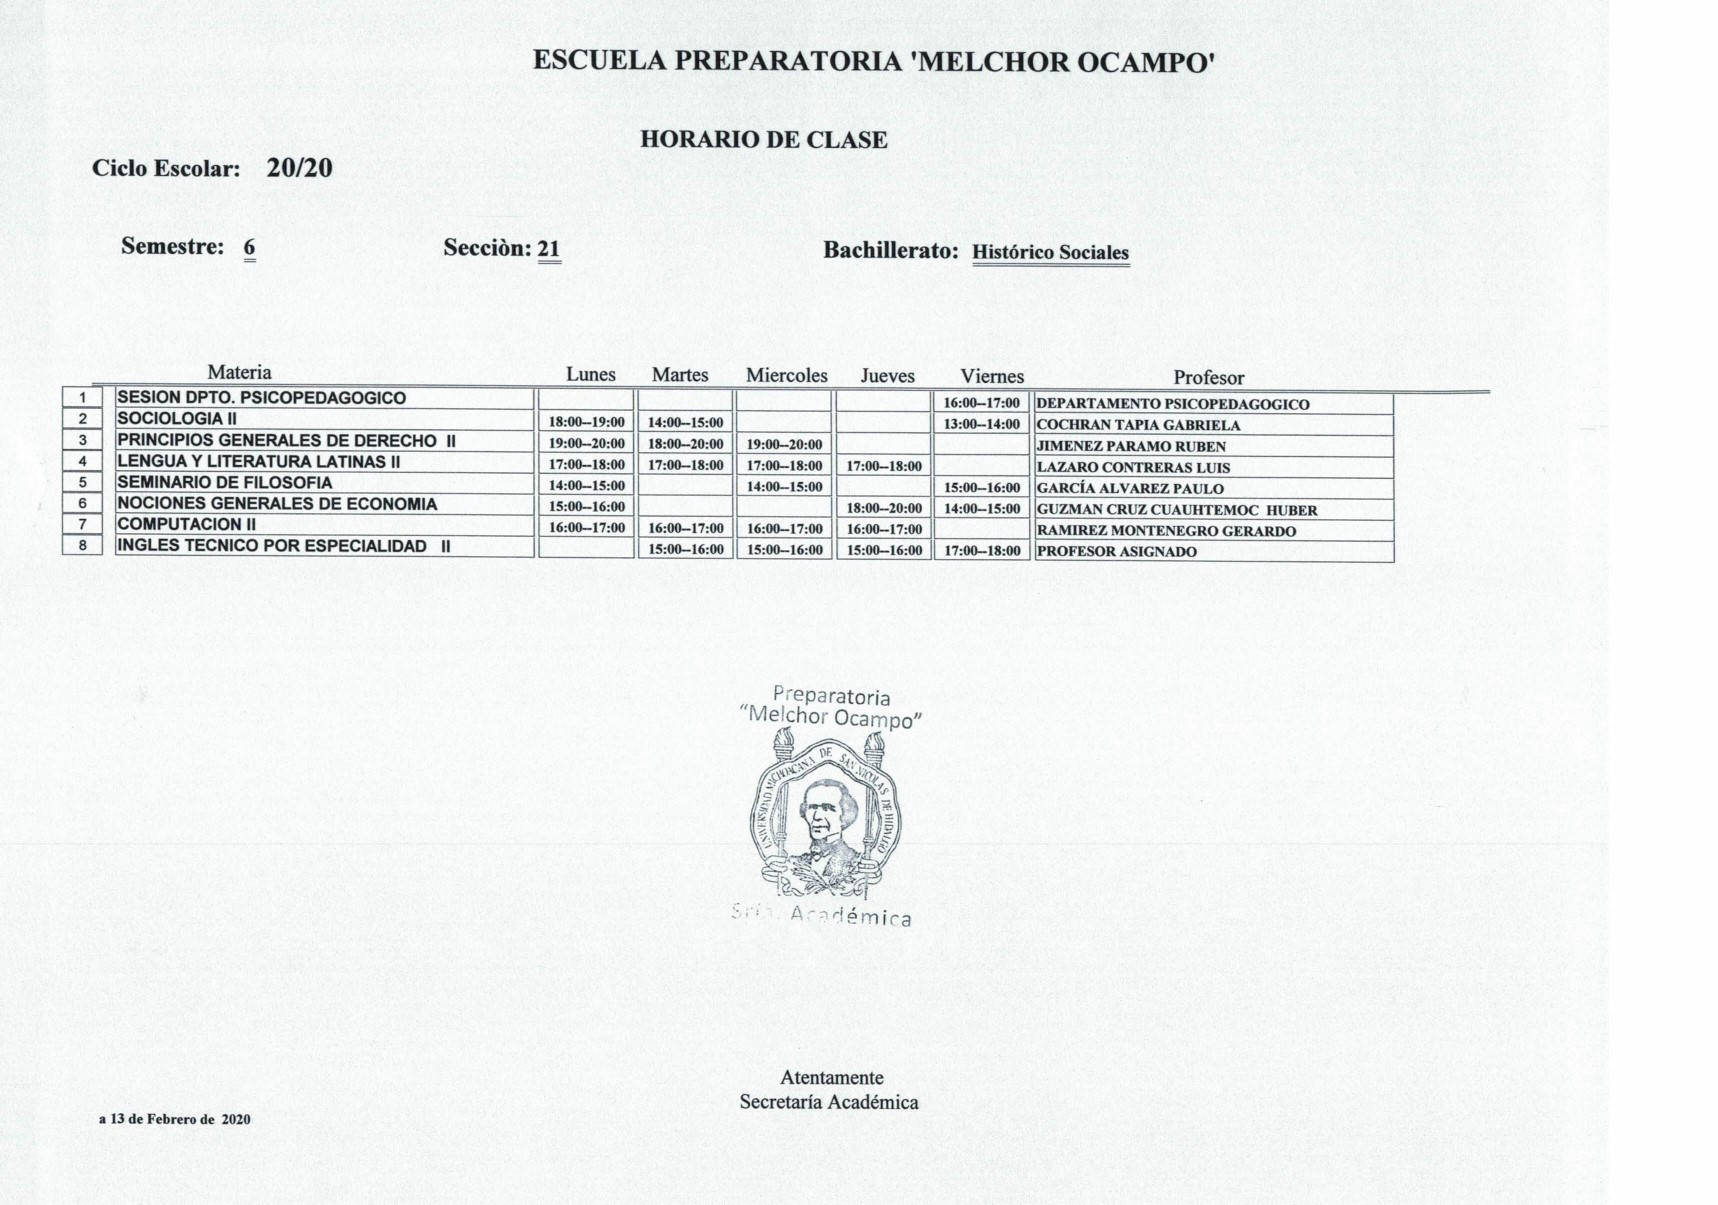 ESCUELA PREPARATORIA 'MELCHOR OCAMPO'
HORARIO DE CLASE
Ciclo Escolar: 20/20
Semestre: 6 Secciòn: 21 Bachillerato: Histórico Sociales
Materia Lunes Martes Miercoles Jueves Viernes Profesor
1 SESION DPTO. PSICOPEDAGOGICO 16:00--17:00 DEPARTAMENTO PSICOPEDAGOGICO
2 SOCIOLOGIA II 18:00--19:00 14:00--15:00 13:00--14:00 COCHRAN TAPIA GABRIELA
3 PRINCIPIOS GENERALES DE DERECHO II 19:00--20:00 18:00--20:00 19:00--20:00 JIMENEZ PARAMO RUBEN
4 LENGUA Y LITERATURA LATINAS II 17:00--18:00 17:00--18:00 17:00--18:00 17:00--18:00 LAZARO CONTRERAS LUIS
5 SEMINARIO DE FILOSOFIA 14:00--15:00 14:00--15:00 15:00--16:00 GARCÍA ALVAREZ PAULO
6 NOCIONES GENERALES DE ECONOMIA 15:00--16:00 18:00--20:00 14:00--15:00 GUZMAN CRUZ CUAUHTEMOC HUBER
7 COMPUTACION II 16:00--17:00 16:00--17:00 16:00--17:00 16:00--17:00 RAMIREZ MONTENEGRO GERARDO
8 INGLES TECNICO POR ESPECIALIDAD II 15:00--16:00 15:00--16:00 15:00--16:00 17:00--18:00 PROFESOR ASIGNADO
Preparatoria
"Melchor Ocampo"
UNIVERSIDAD MICHOACANA DE SAN NICOLAS DE HIDALGO
Sría. Académica
Atentamente
Secretaría Académica
a 13 de Febrero de 2020